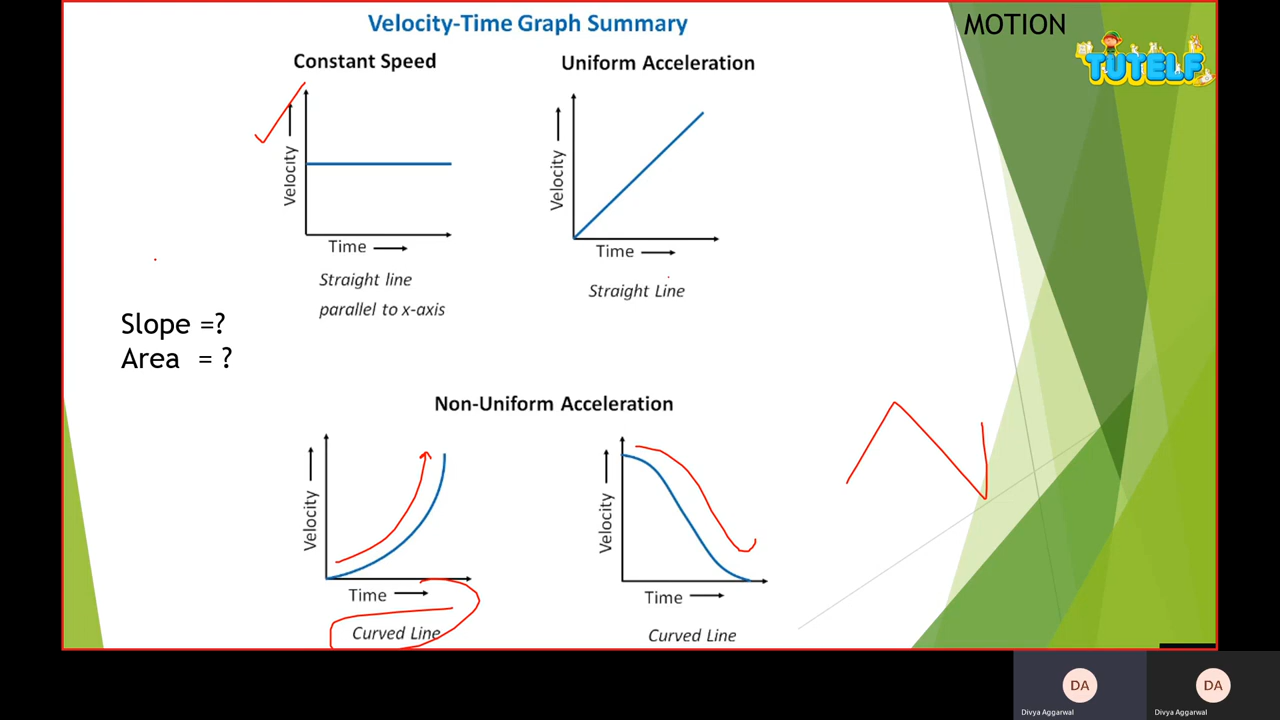 Velocity-Time Graph Summary
MOTION
TUTELF
Constant Speed
Uniform Acceleration
Velocity
Time
Straight line
parallel to x-axis
Velocity
Time
Straight Line
Slope =?
Area = ?
Non-Uniform Acceleration
Velocity
Time
Curved Line
Velocity
Time
Curved Line
DA
Divya Aggarwal
DA
Divya Aggarwal